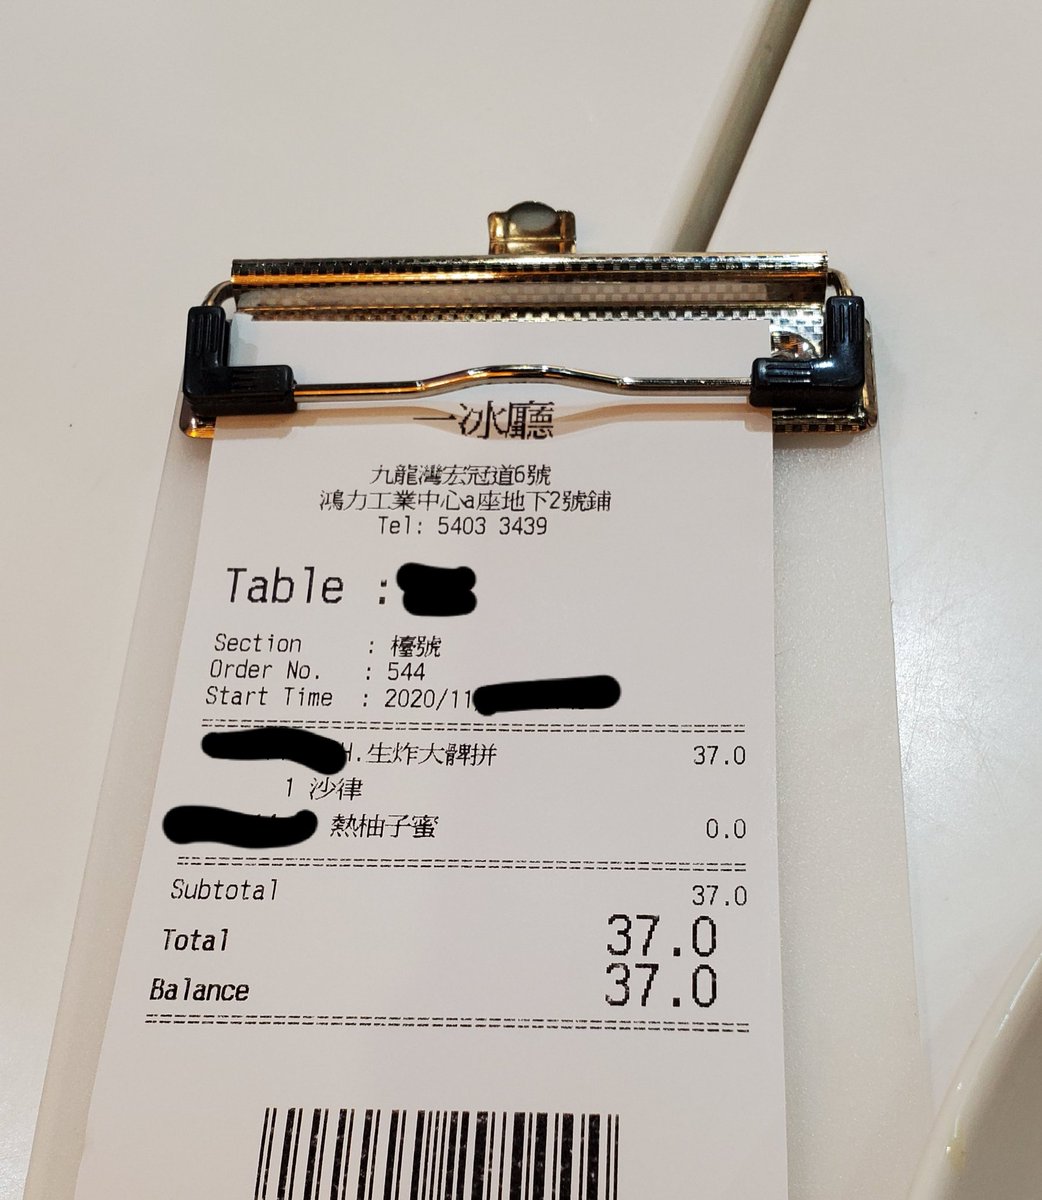 一冰廳
九龍灣宏冠道6號
鴻力工業中心a座地下2號鋪
Tel: 5403 3439
Table :
Section : 檯號
Order No. : 544
Start Time : 2020/11
H.生炸大髀拼 37.0
1 沙律
熱柚子蜜 0.0
Subtotal 37.0
Total 37.0
Balance 37.0